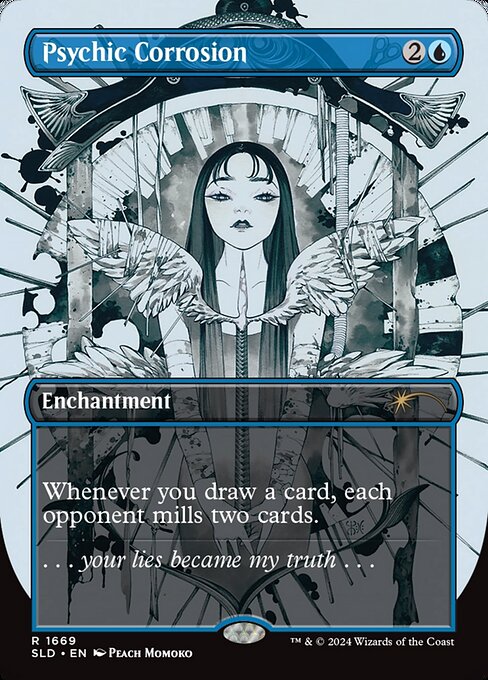 Psychic Corrosion 2
Enchantment
Whenever you draw a card, each
opponent mills two cards.
. . . your lies became my truth . . .
R 1669
SLD • EN Peach Momoko
™ & © 2024 Wizards of the Coast